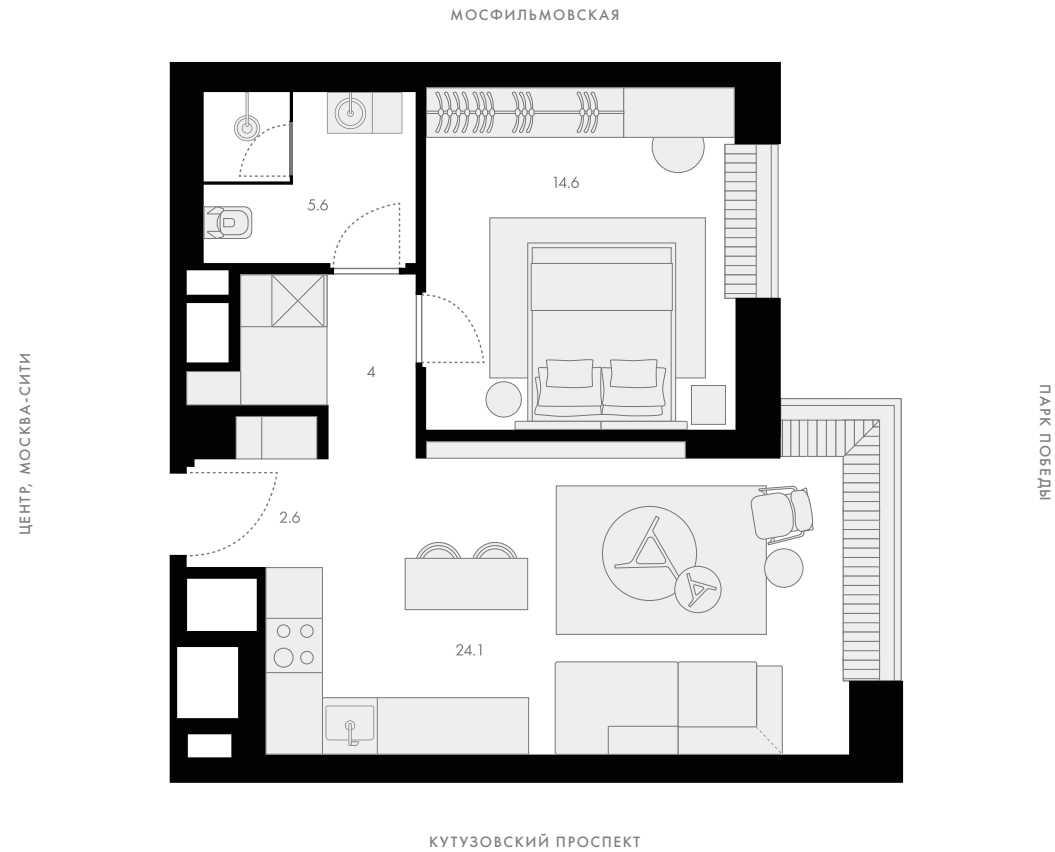 МОСФИЛЬМОВСКАЯ
14.6
5.6
4
ЦЕНТР, МОСКВА-СИТИ
ПАРК ПОБЕДЫ
2.6
24.1
КУТУЗОВСКИЙ ПРОСПЕКТ